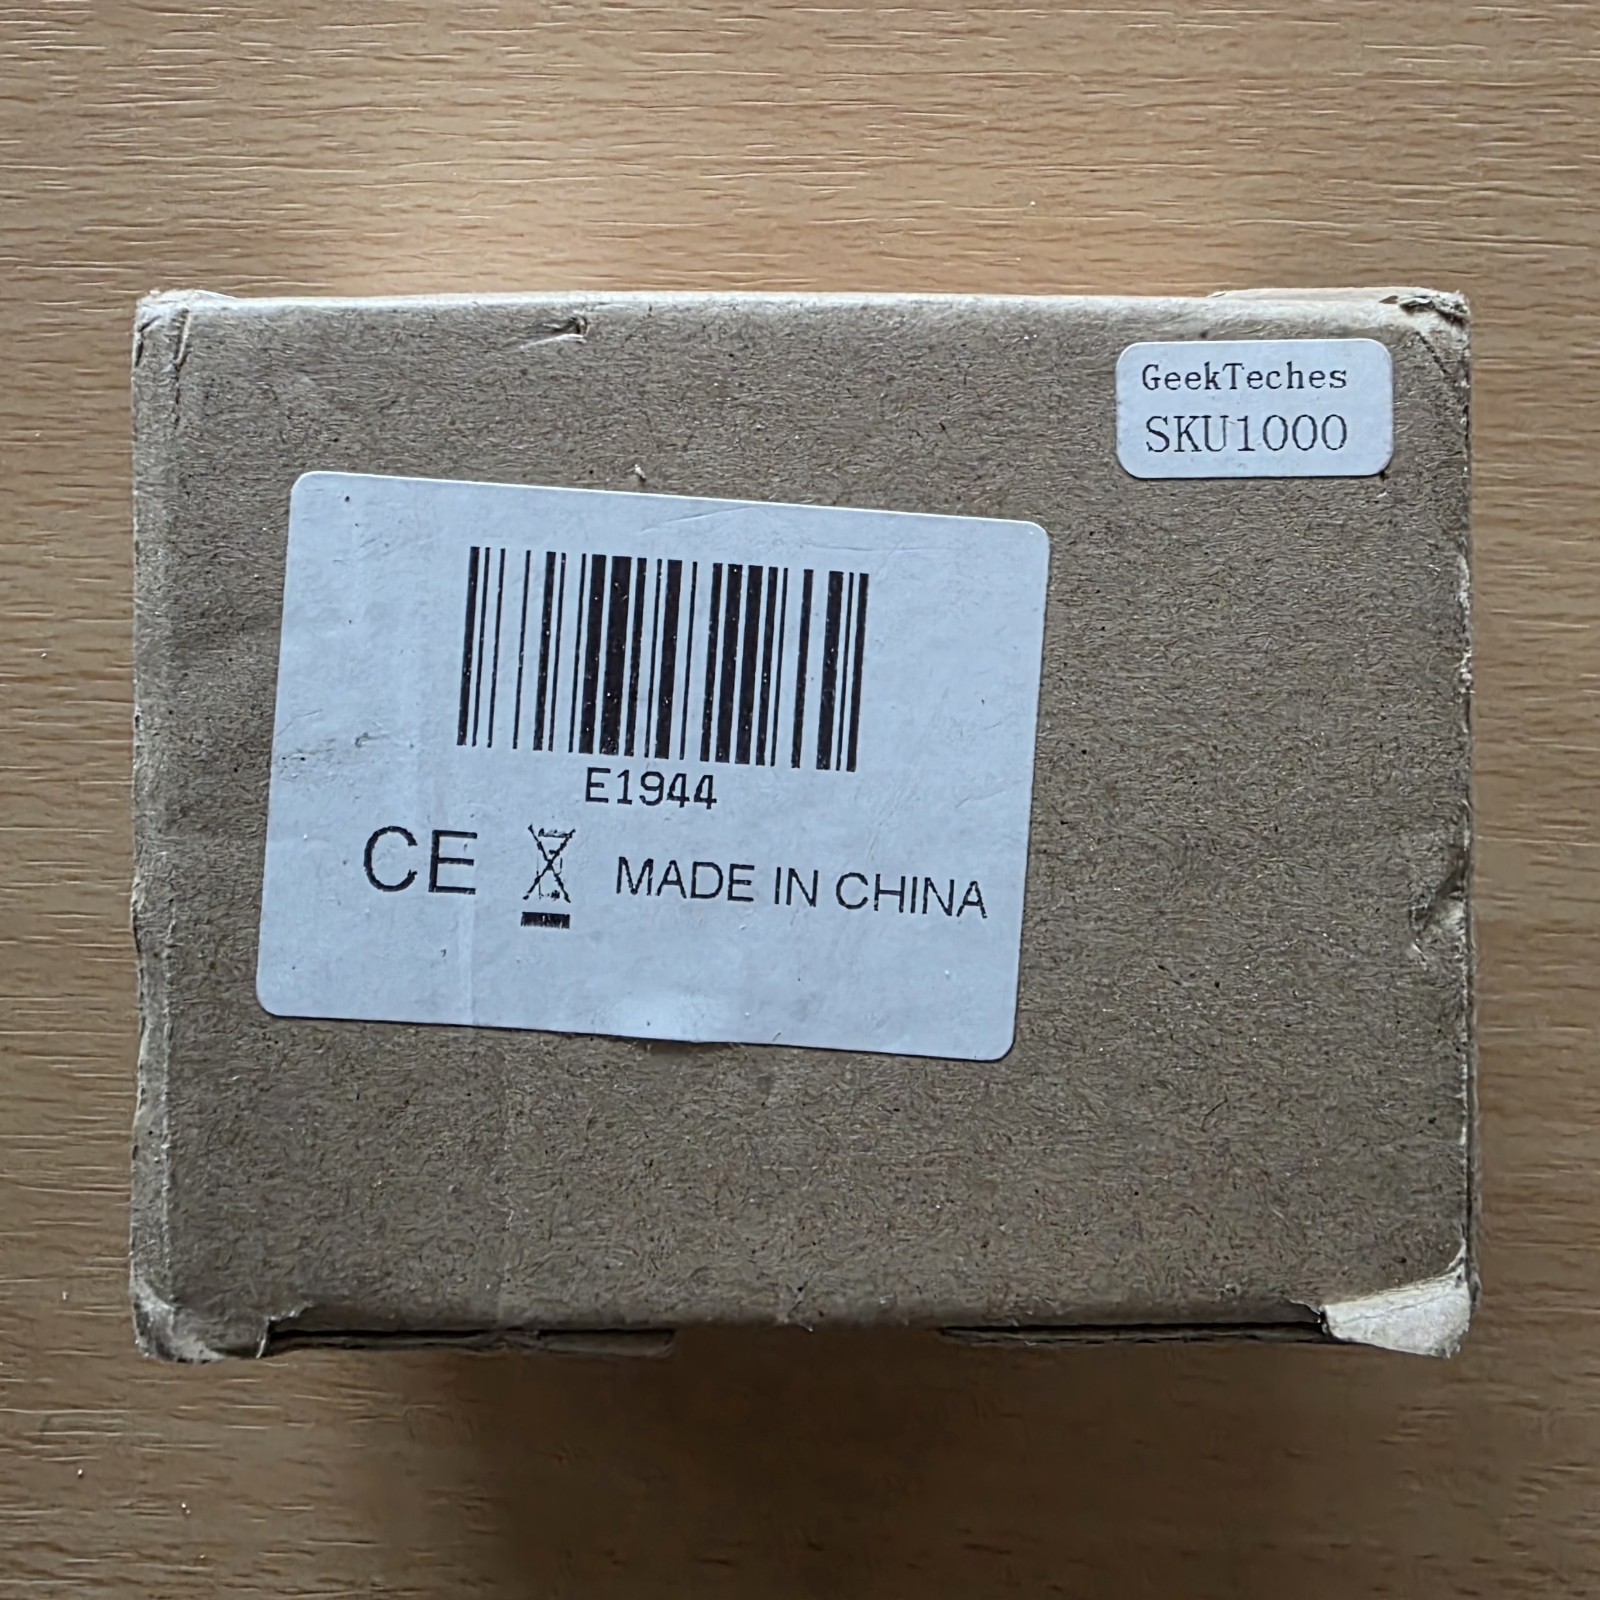 GeekTeches
SKU1000
E1944
CE
MADE IN CHINA